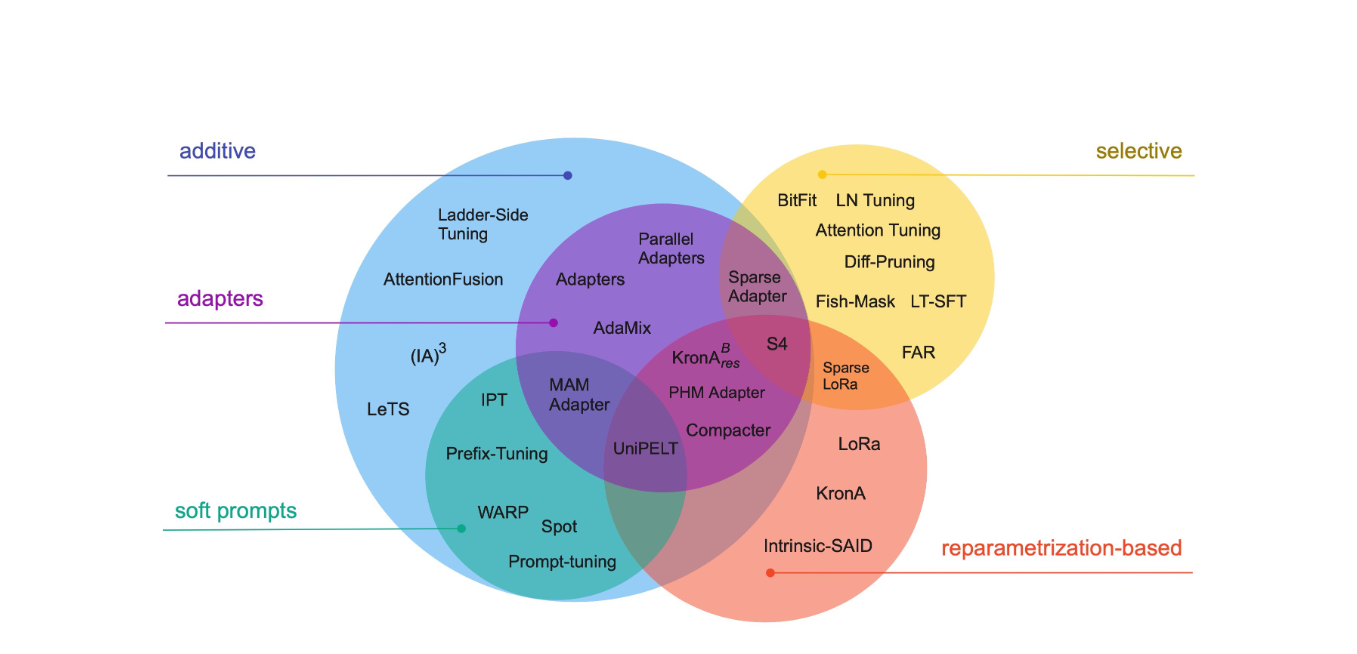 additive
selective
BitFit LN Tuning
Ladder-Side
Tuning
Attention Tuning
Parallel
Adapters
Diff-Pruning
AttentionFusion
Adapters
Sparse
Adapter
adapters
Fish-Mask LT-SFT
AdaMix
(IA)³
KronA^B_res
S4
FAR
Sparse
LoRa
MAM
Adapter
PHM Adapter
IPT
LeTS
Compacter
LoRa
Prefix-Tuning
UniPELT
KronA
soft prompts
WARP
Spot
Intrinsic-SAID
reparametrization-based
Prompt-tuning